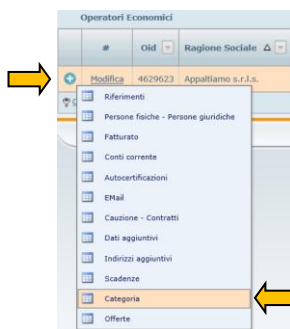 Operatori Economici
# Oid Ragione Sociale
Modifica 4629623 Appaltiamo s.r.l.s.
Riferimenti
Persone fisiche - Persone giuridiche
Fatturato
Conti corrente
Autocertificazioni
EMail
Cauzione - Contratti
Dati aggiuntivi
Indirizzi aggiuntivi
Scadenze
Categoria
Offerte